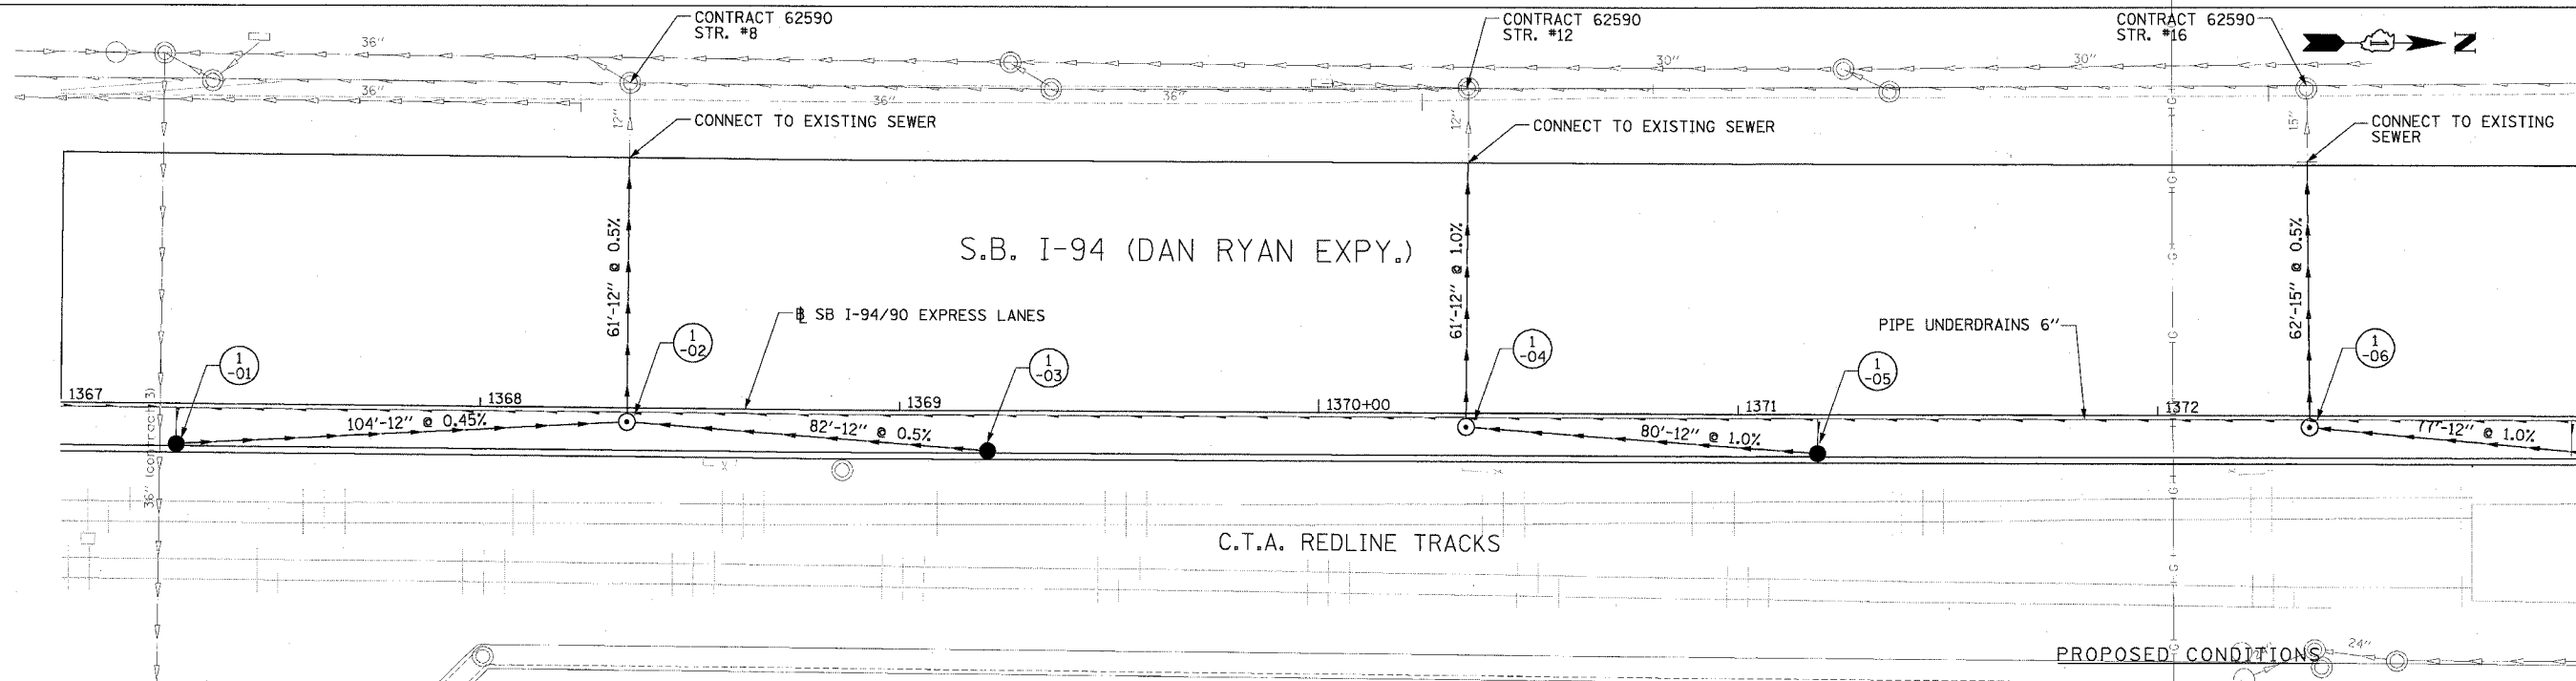 CONTRACT 62590
STR. #8
CONTRACT 62590
STR. #12
CONTRACT 62590
STR. #16
N
36"
30"
30"
36"
36"
36"
12"
12"
15"
CONNECT TO EXISTING SEWER
CONNECT TO EXISTING SEWER
CONNECT TO EXISTING
SEWER
61'-12" @ 0.5%
S.B. I-94 (DAN RYAN EXPY.)
61'-12" @ 1.0%
62'-15" @ 0.5%
SB I-94/90 EXPRESS LANES
PIPE UNDERDRAINS 6"
1
-01
1
-02
1
-03
1
-04
1
-05
1
-06
1367
1368
1369
1370+00
1371
1372
104'-12" @ 0.45%
82'-12" @ 0.5%
80'-12" @ 1.0%
77'-12" @ 1.0%
36" (contract 3)
G
G
G
G
G
G
C.T.A. REDLINE TRACKS
PROPOSED CONDITIONS
24"